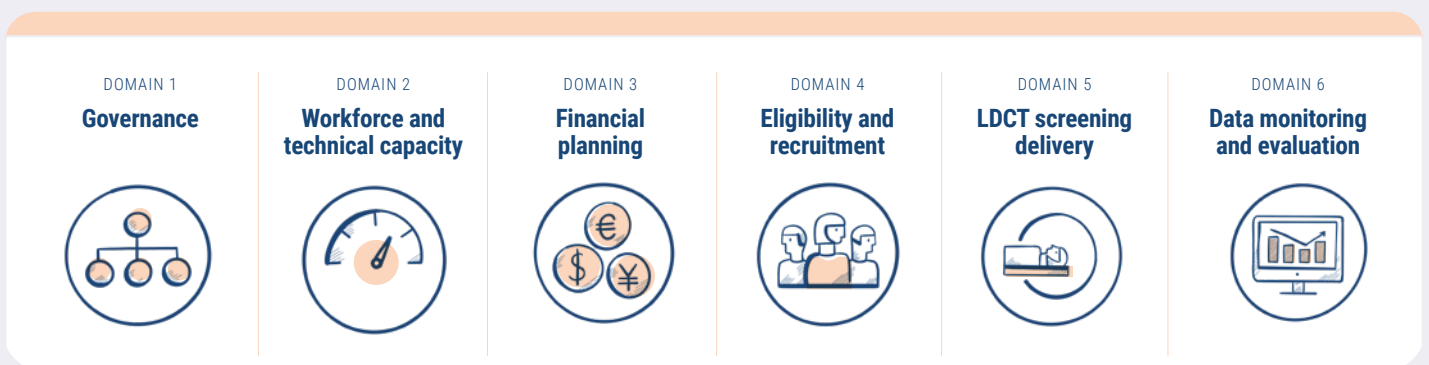 DOMAIN 1
Governance
DOMAIN 2
Workforce and
technical capacity
DOMAIN 3
Financial
planning
DOMAIN 4
Eligibility and
recruitment
DOMAIN 5
LDCT screening
delivery
DOMAIN 6
Data monitoring
and evaluation
€
$
¥